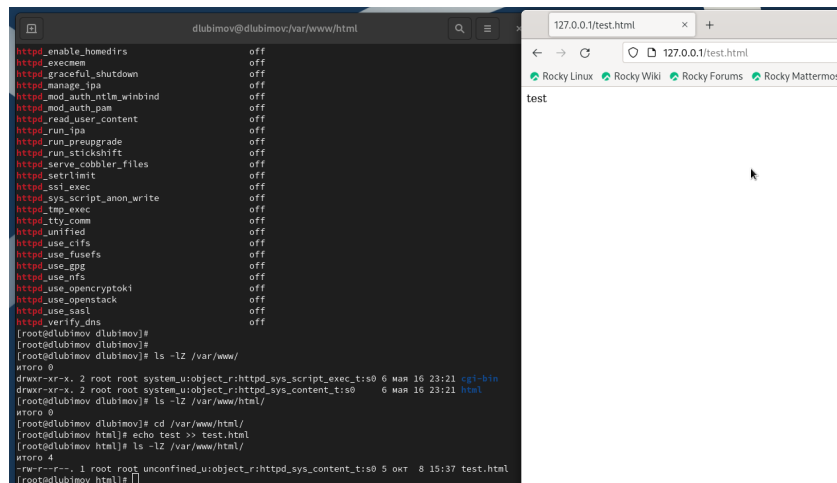 dlubimov@dlubimov:/var/www/html
httpd_enable_homedirs off
httpd_execmem off
httpd_graceful_shutdown off
httpd_manage_ipa off
httpd_mod_auth_ntlm_winbind off
httpd_mod_auth_pam off
httpd_read_user_content off
httpd_run_ipa off
httpd_run_preupgrade off
httpd_run_stickshift off
httpd_serve_cobbler_files off
httpd_setrlimit off
httpd_ssi_exec off
httpd_sys_script_anon_write off
httpd_tmp_exec off
httpd_tty_comm off
httpd_unified off
httpd_use_cifs off
httpd_use_fusefs off
httpd_use_gpg off
httpd_use_nfs off
httpd_use_opencryptoki off
httpd_use_openstack off
httpd_use_sasl off
httpd_verify_dns off
[root@dlubimov dlubimov]#
[root@dlubimov dlubimov]#
[root@dlubimov dlubimov]# ls -lZ /var/www/
итого 0
drwxr-xr-x. 2 root root system_u:object_r:httpd_sys_script_exec_t:s0 6 мая 16 23:21 cgi-bin
drwxr-xr-x. 2 root root system_u:object_r:httpd_sys_content_t:s0 6 мая 16 23:21 html
[root@dlubimov dlubimov]# ls -lZ /var/www/html/
итого 0
[root@dlubimov dlubimov]# cd /var/www/html/
[root@dlubimov html]# echo test >> test.html
[root@dlubimov html]# ls -lZ /var/www/html/
итого 4
-rw-r--r--. 1 root root unconfined_u:object_r:httpd_sys_content_t:s0 5 окт 8 15:37 test.html
[root@dlubimov html]#
127.0.0.1/test.html
127.0.0.1/test.html
Rocky Linux Rocky Wiki Rocky Forums Rocky Mattermos
test